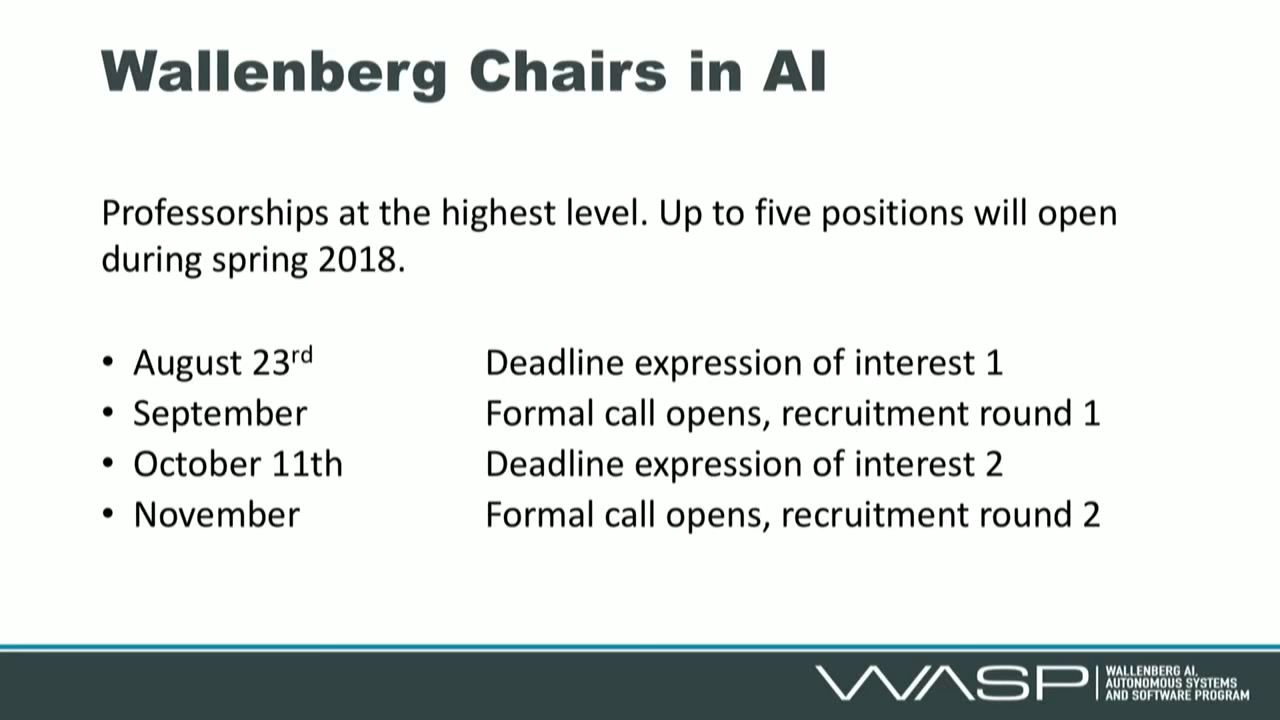 Wallenberg Chairs in AI
Professorships at the highest level. Up to five positions will open
during spring 2018.
• August 23rd Deadline expression of interest 1
• September Formal call opens, recruitment round 1
• October 11th Deadline expression of interest 2
• November Formal call opens, recruitment round 2
WASP
WALLENBERG AI,
AUTONOMOUS SYSTEMS
AND SOFTWARE PROGRAM